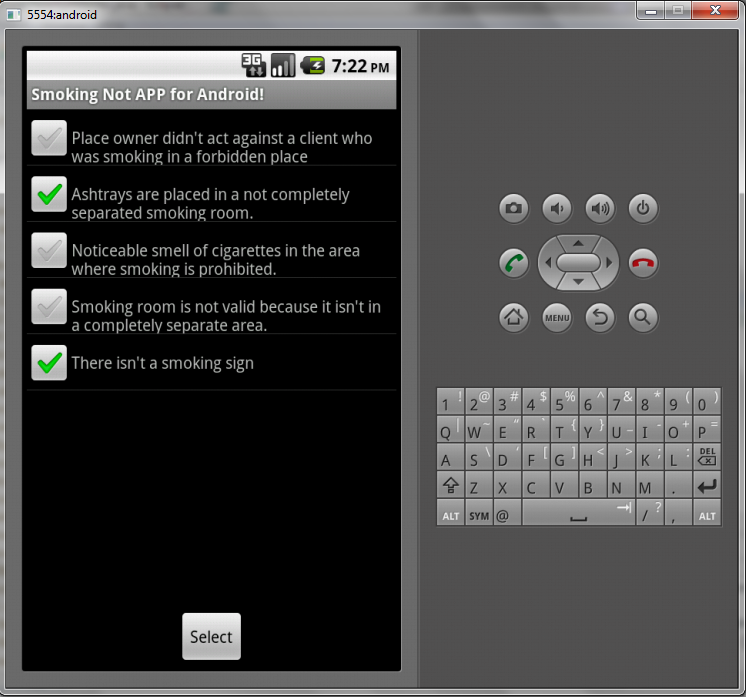 5554:android
3G 7:22 PM
Smoking Not APP for Android!
Place owner didn't act against a client who
was smoking in a forbidden place
Ashtrays are placed in a not completely
separated smoking room.
Noticeable smell of cigarettes in the area
where smoking is prohibited.
Smoking room is not valid because it isn't in
a completely separate area.
There isn't a smoking sign
Select
MENU
1 ! 2 @ 3 # 4 $ 5 % 6 ^ 7 & 8 * 9 ( 0 )
Q | W ~ E " R ` T { Y } U _ I - O + P =
A S \ D ' F [ G ] H < J > K ; L : DEL
Z X C V B N M .
ALT SYM @ / ? , ALT